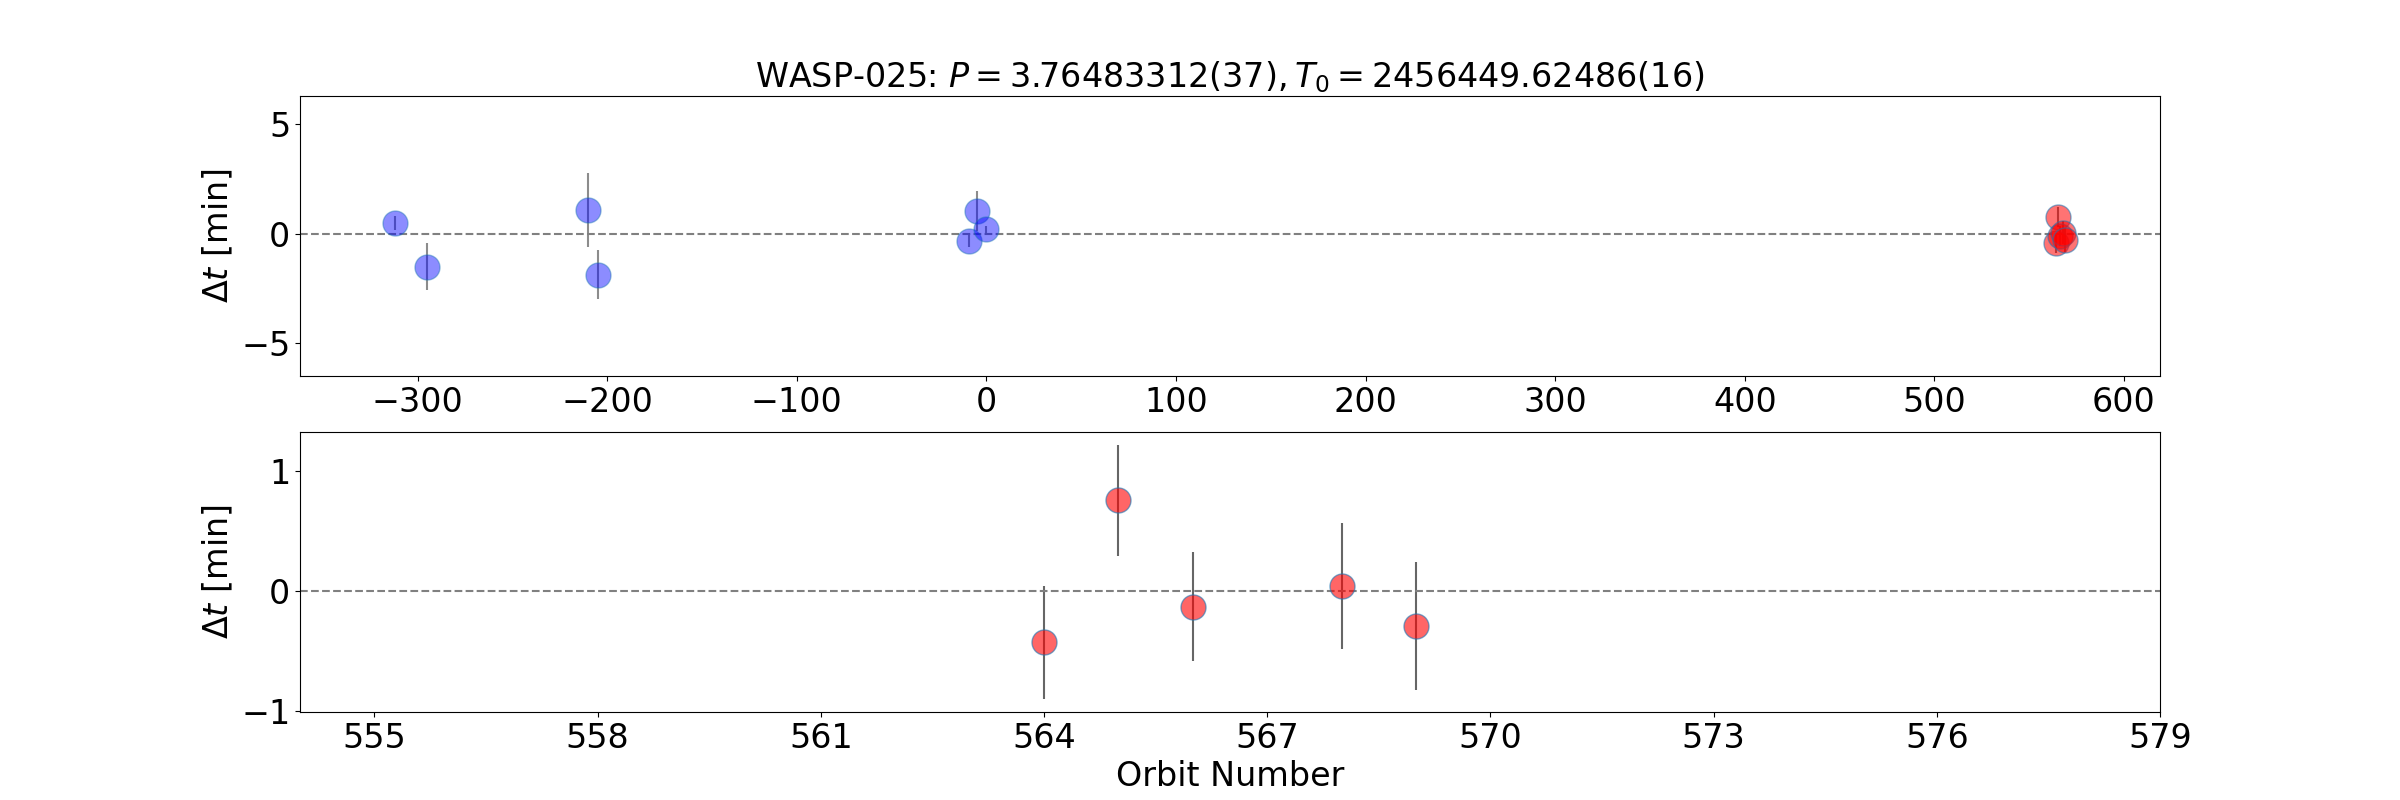 WASP-025: P = 3.76483312(37), T₀ = 2456449.62486(16)
Δt [min]
5
0
−5
−300 −200 −100 0 100 200 300 400 500 600
Δt [min]
1
0
−1
555 558 561 564 567 570 573 576 579
Orbit Number